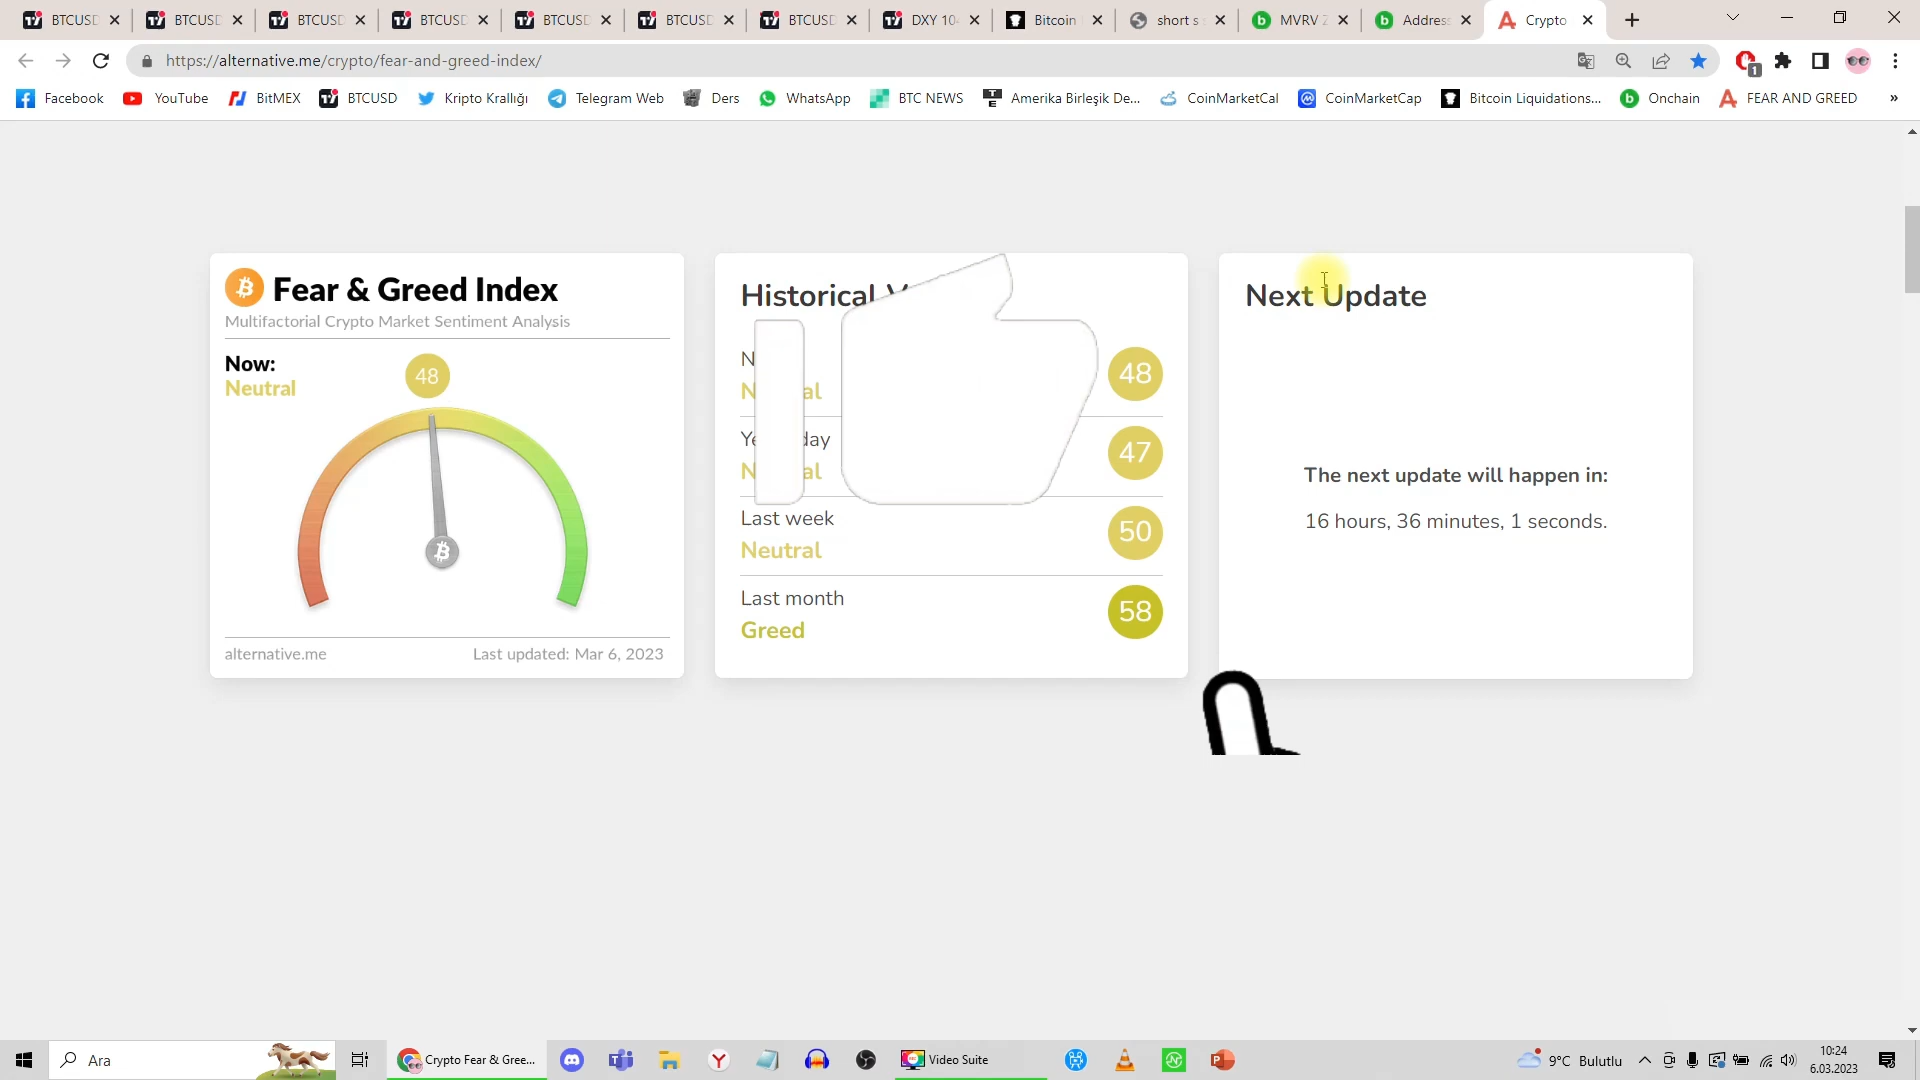 BTCUSD
BTCUSD
BTCUSD
BTCUSD
BTCUSD
BTCUSD
BTCUSD
DXY 10
Bitcoin
short s
MVRV Z
Address
Crypto
https://alternative.me/crypto/fear-and-greed-index/
1
Facebook
YouTube
BitMEX
BTCUSD
Kripto Krallığı
Telegram Web
Ders
WhatsApp
BTC NEWS
Amerika Birleşik De...
CoinMarketCal
CoinMarketCap
Bitcoin Liquidations...
Onchain
FEAR AND GREED
»
Fear & Greed Index
Multifactorial Crypto Market Sentiment Analysis
Now:
Neutral
48
alternative.me
Last updated: Mar 6, 2023
Historical
48
47
Last week
Neutral
50
Last month
Greed
58
Next Update
The next update will happen in:
16 hours, 36 minutes, 1 seconds.
Ara
Crypto Fear & Gree...
Video Suite
9°C Bulutlu
10:24
6.03.2023